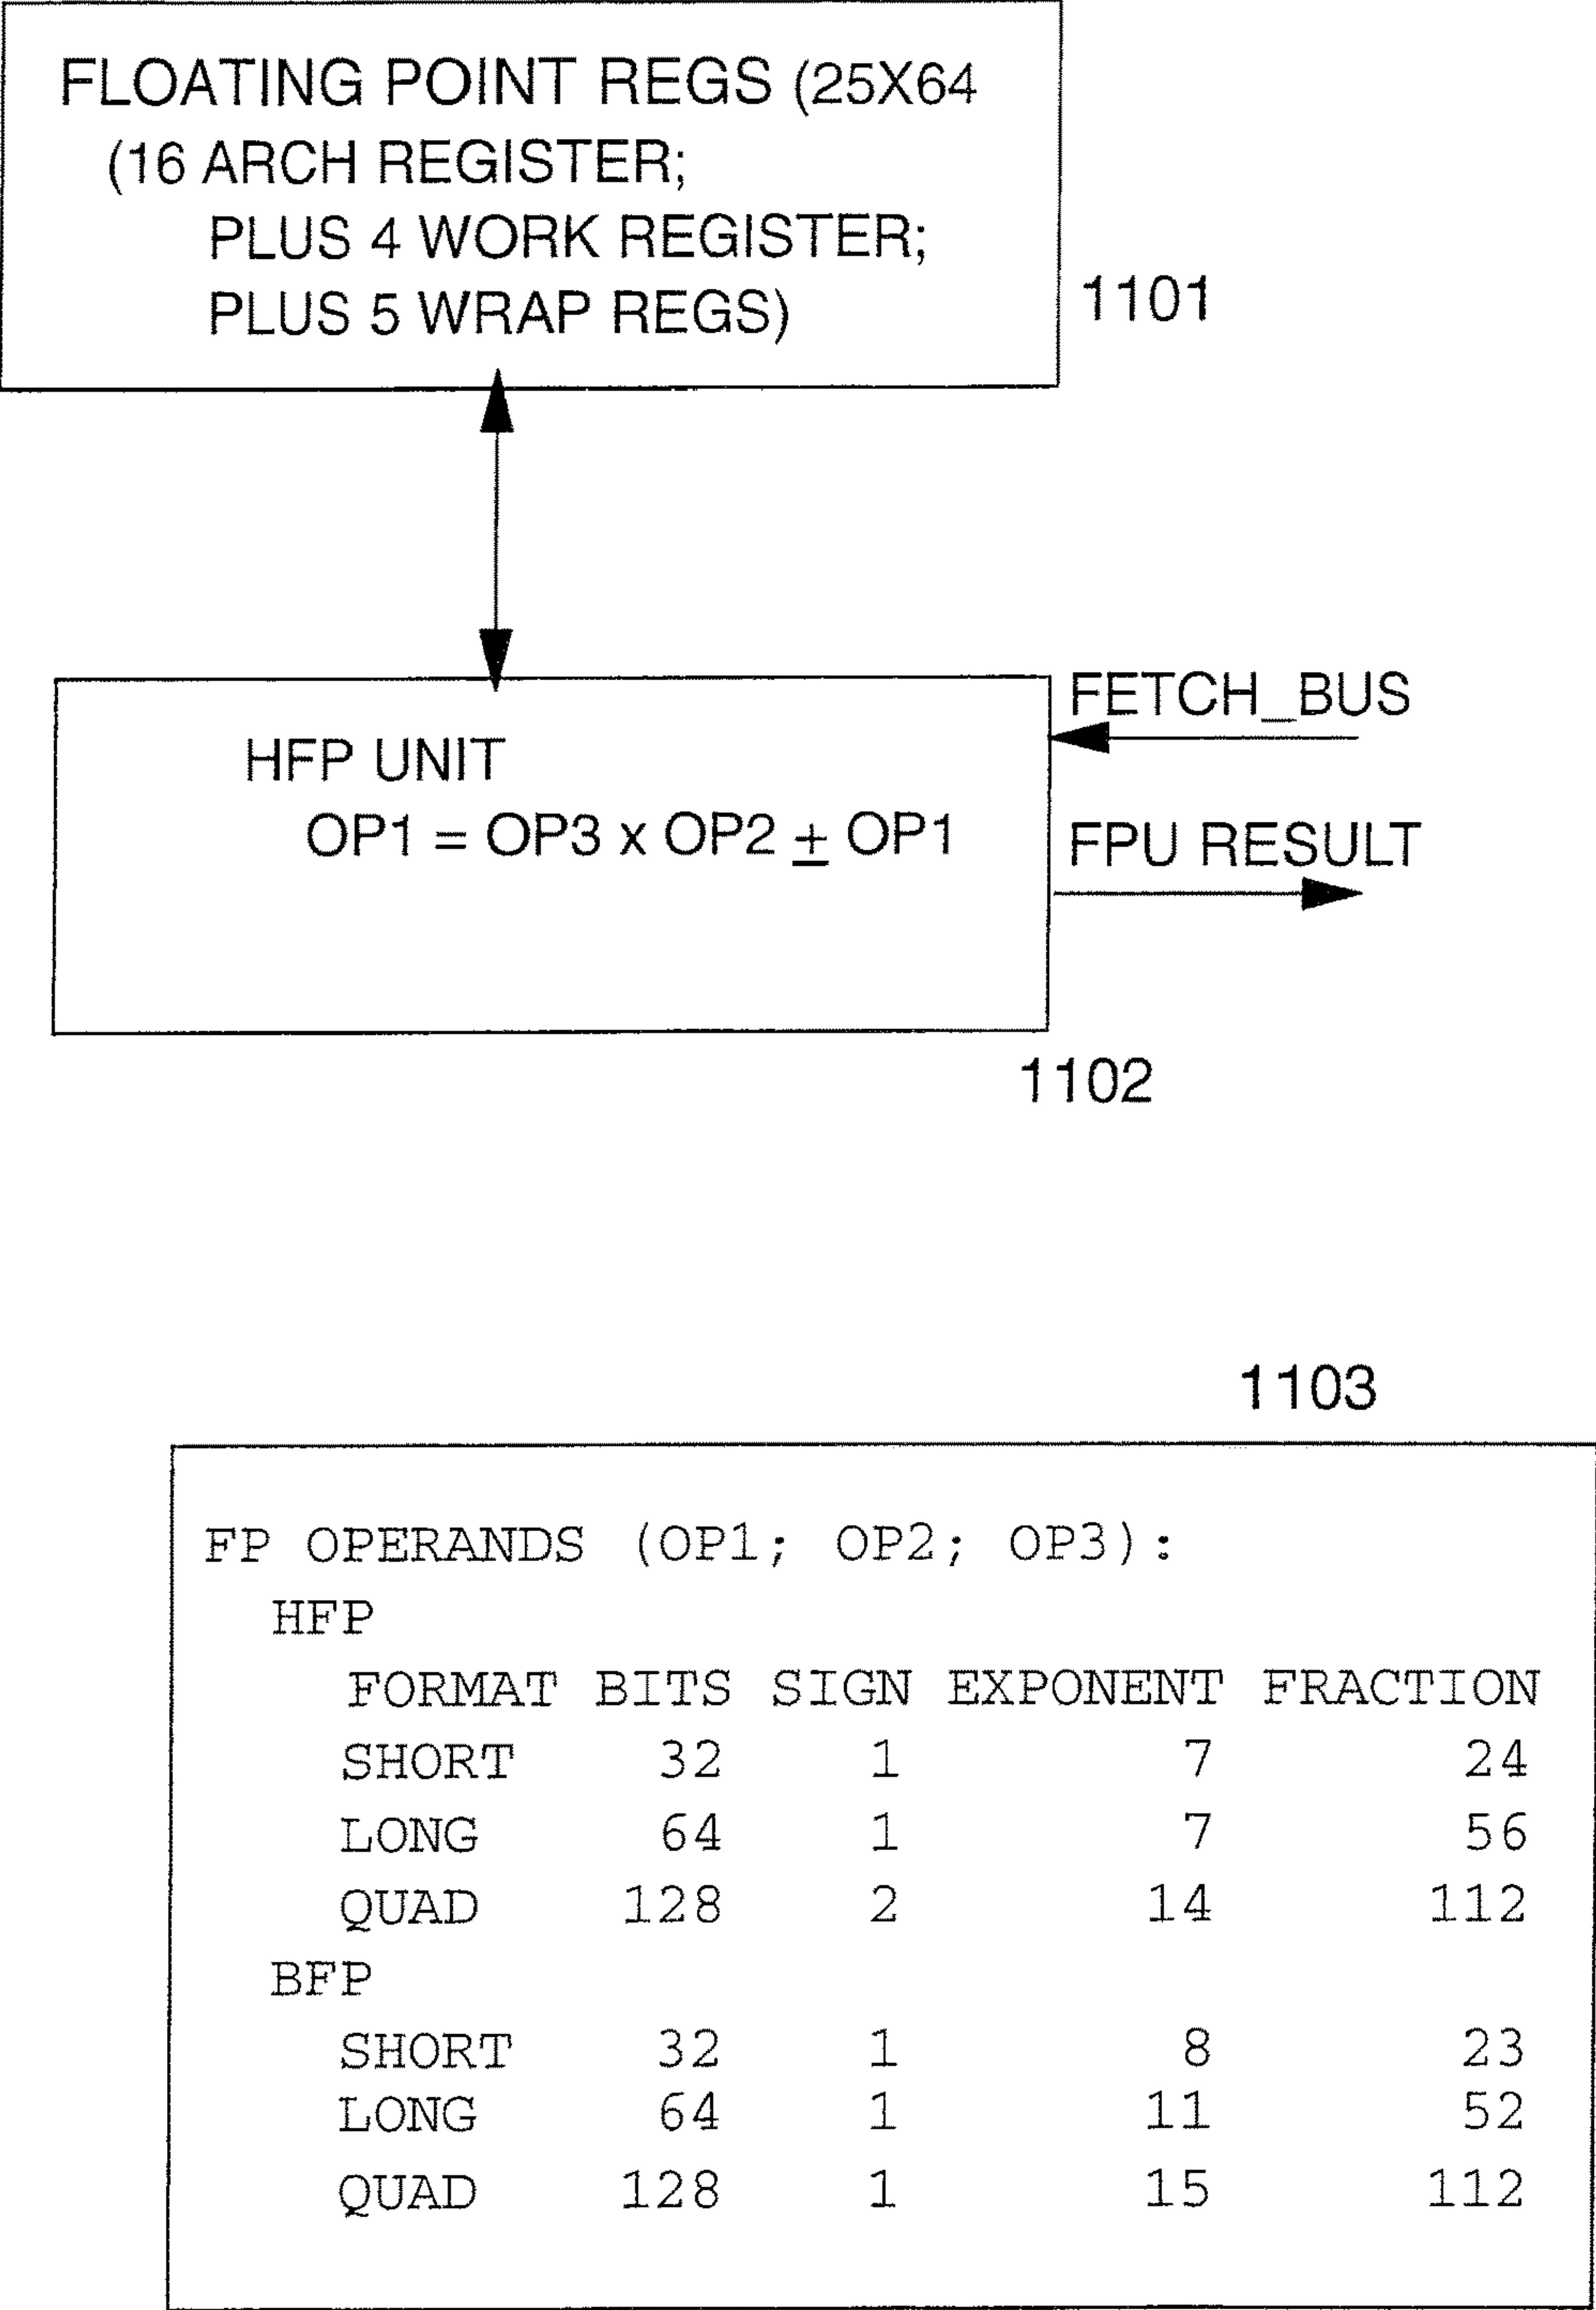 FLOATING POINT REGS (25X64
(16 ARCH REGISTER;
PLUS 4 WORK REGISTER;
PLUS 5 WRAP REGS)
1101
HFP UNIT
OP1 = OP3 x OP2 ± OP1
FETCH_BUS
FPU RESULT
1102
1103
FP OPERANDS (OP1; OP2; OP3):
HFP
FORMAT BITS SIGN EXPONENT FRACTION
SHORT 32 1 7 24
LONG 64 1 7 56
QUAD 128 2 14 112
BFP
SHORT 32 1 8 23
LONG 64 1 11 52
QUAD 128 1 15 112